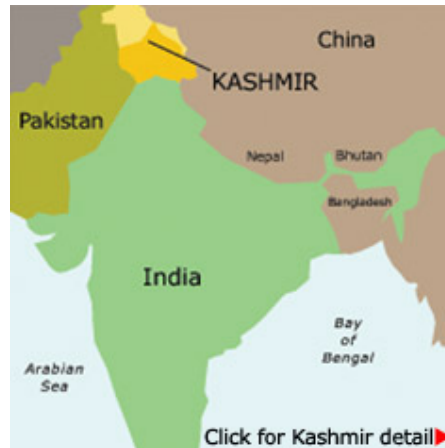 China
KASHMIR
Pakistan
Nepal
Bhutan
Bangladesh
India
Arabian
Sea
Bay
of
Bengal
Click for Kashmir detail